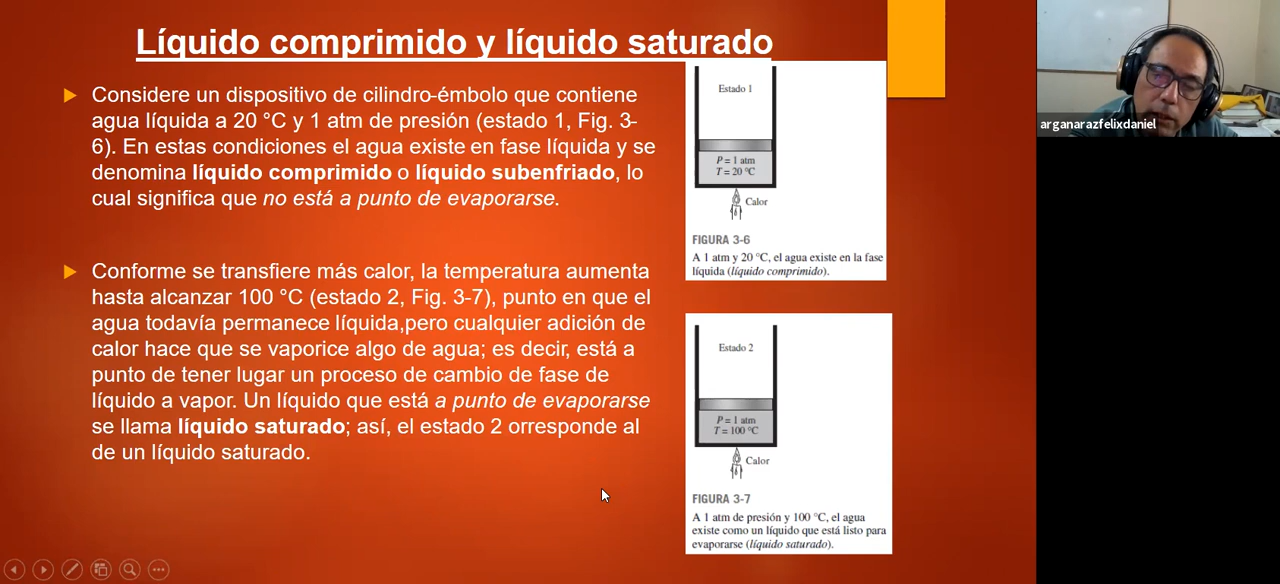 Líquido comprimido y líquido saturado
Considere un dispositivo de cilindro-émbolo que contiene
agua líquida a 20 °C y 1 atm de presión (estado 1, Fig. 3-
6). En estas condiciones el agua existe en fase líquida y se
denomina líquido comprimido o líquido subenfriado, lo
cual significa que no está a punto de evaporarse.
Conforme se transfiere más calor, la temperatura aumenta
hasta alcanzar 100 °C (estado 2, Fig. 3-7), punto en que el
agua todavía permanece líquida,pero cualquier adición de
calor hace que se vaporice algo de agua; es decir, está a
punto de tener lugar un proceso de cambio de fase de
líquido a vapor. Un líquido que está a punto de evaporarse
se llama líquido saturado; así, el estado 2 orresponde al
de un líquido saturado.
Estado 1
P = 1 atm
T = 20 °C
Calor
FIGURA 3-6
A 1 atm y 20 °C, el agua existe en la fase
líquida (líquido comprimido).
Estado 2
P = 1 atm
T = 100 °C
Calor
FIGURA 3-7
A 1 atm de presión y 100 °C, el agua
existe como un líquido que está listo para
evaporarse (líquido saturado).
arganarazfelixdaniel